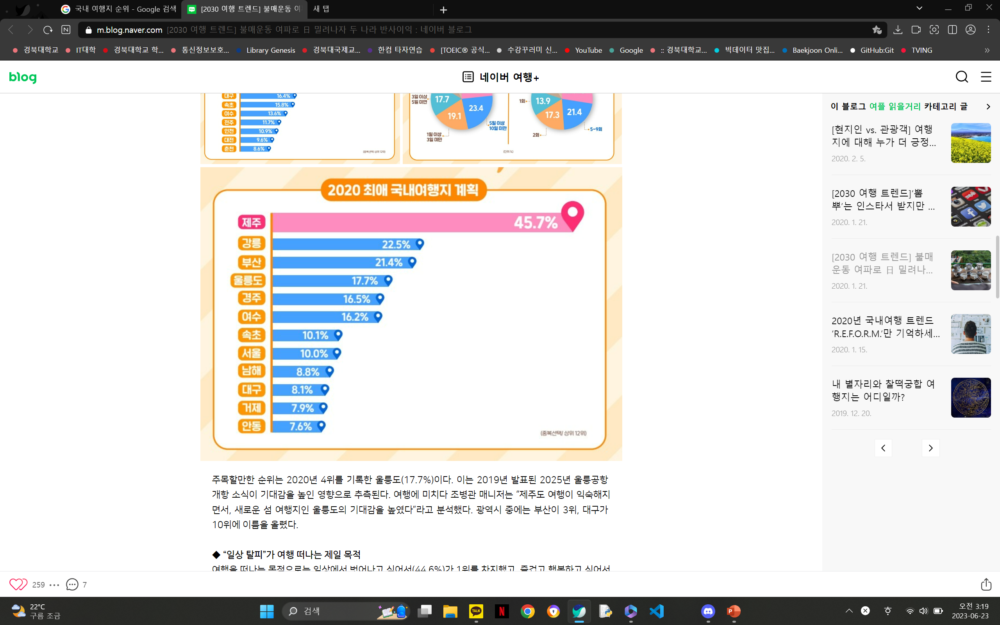 국내 여행지 순위 - Google 검색
[2030 여행 트렌드] 불매운동 여
새 탭
m.blog.naver.com [2030 여행 트렌드] 불매운동 여파로 日 밀려나자 두 나라 반사이익 : 네이버 블로그
경북대학교 IT대학 경북대학교 학... 통신정보보호... Library Genesis 경북대국제교... 한컴 타자연습 [TOEIC® 공식... 수강꾸러미 신... YouTube Google :: 경북대학교... 빅데이터 맛집... Baekjoon Onli... GitHub:Git TVING
blog
네이버 여행+
대구 16.4%
속초 15.8%
여수 13.6%
전주 11.7%
인천 10.9%
대전 9.6%
춘천 8.6%
(중복선택/ 상위 12위)
3일 이상
5일 미만
17.7
23.4
19.1
5일 이상
10일 미만
1일 이상
3일 미만
1회
13.9
21.4
17.3
2회
5-9회
(단위:%)
2020 최애 국내여행지 계획
제주 45.7%
강릉 22.5%
부산 21.4%
울릉도 17.7%
경주 16.5%
여수 16.2%
속초 10.1%
서울 10.0%
남해 8.8%
대구 8.1%
거제 7.9%
안동 7.6%
(중복선택/ 상위 12위)
주목할만한 순위는 2020년 4위를 기록한 울릉도(17.7%)이다. 이는 2019년 발표된 2025년 울릉공항
개항 소식이 기대감을 높인 영향으로 추측된다. 여행에 미치다 조병관 매니저는 “제주도 여행이 익숙해지
면서, 새로운 섬 여행지인 울릉도의 기대감을 높였다”라고 분석했다. 광역시 중에는 부산이 3위, 대구가
10위에 이름을 올렸다.
◆ “일상 탈피”가 여행 떠나는 제일 목적
여행을 떠나는 목적으로는 일상에서 벗어나고 싶어서(44.6%)가 1위를 차지했고, 즐겁고 행복하고 싶어서
이 블로그 여플 읽을거리 카테고리 글
[현지인 vs. 관광객] 여행
지에 대해 누가 더 긍정...
2020. 2. 5.
[2030 여행 트렌드]‘뽐
뿌‘는 인스타서 받지만 ...
2020. 1. 21.
[2030 여행 트렌드] 불매
운동 여파로 日 밀려나...
2020. 1. 21.
2020년 국내여행 트렌드
‘R.E.F.O.R.M.’만 기억하세...
2020. 1. 15.
내 별자리와 찰떡궁합 여
행지는 어디일까?
2019. 12. 20.
259 7
22°C
구름 조금
검색
TALK
오전 3:19
2023-06-23